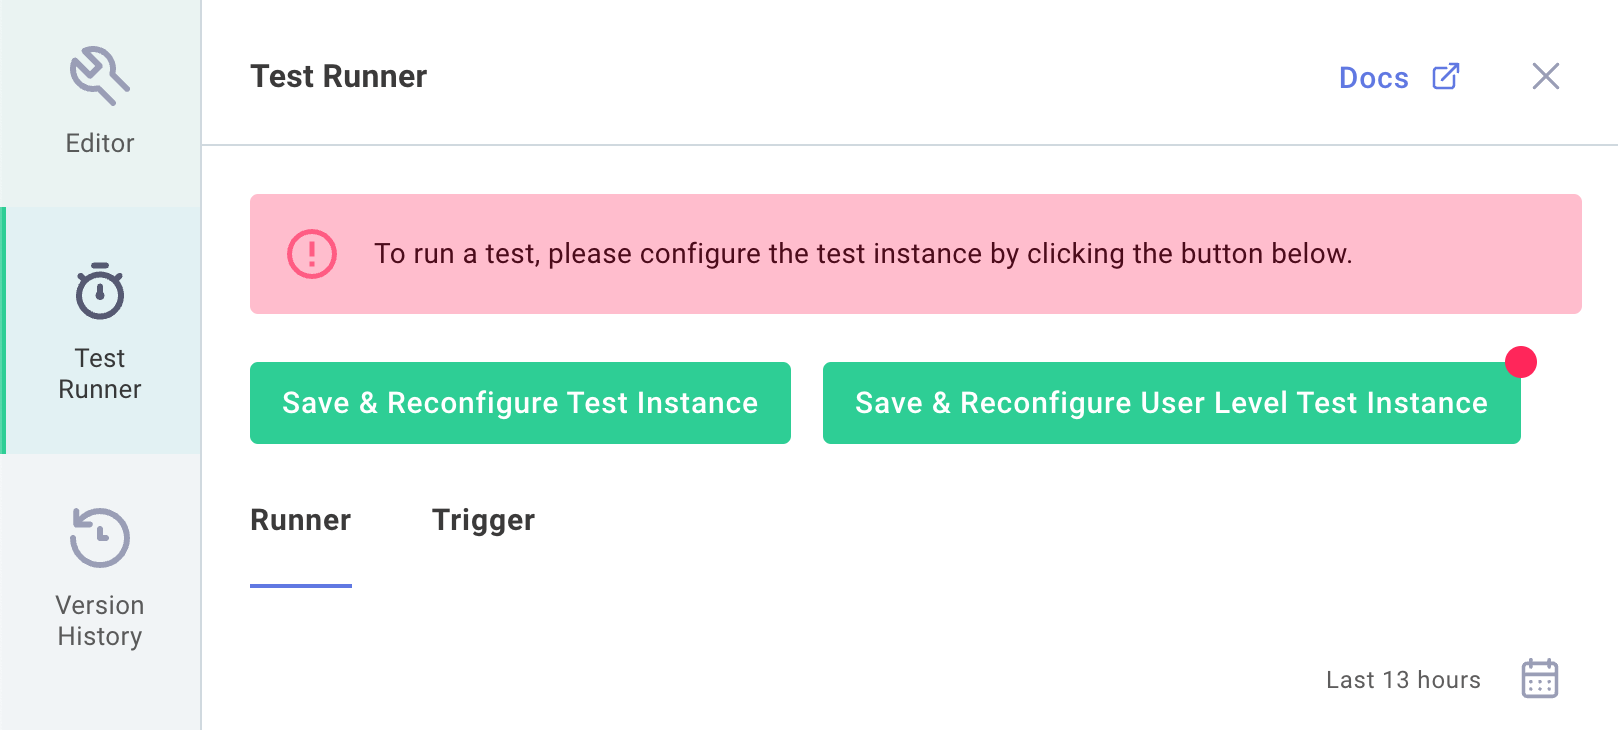 Editor
Test
Runner
Version
History
Test Runner
Docs
To run a test, please configure the test instance by clicking the button below.
Save & Reconfigure Test Instance
Save & Reconfigure User Level Test Instance
Runner
Trigger
Last 13 hours